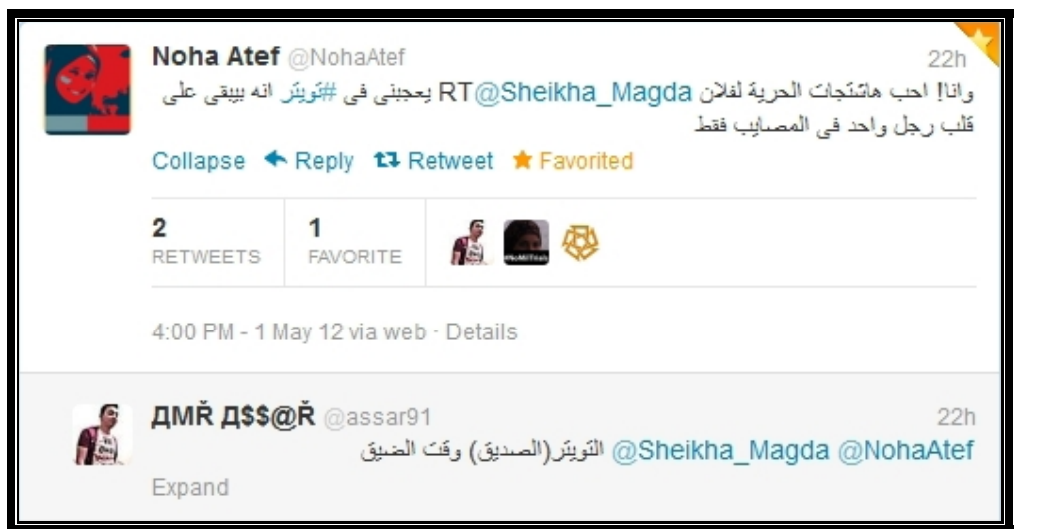 Noha Atef @NohaAtef 22h
وانا! احب هاشتجات الحرية لفلان RT@Sheikha_Magda يعجبنى فى #تويتر انه بيبقى على
قلب رجل واحد فى المصايب فقط
Collapse Reply Retweet Favorited
2 RETWEETS 1 FAVORITE
#NoMilTrials
4:00 PM - 1 May 12 via web · Details
ДМŘ Д$$@Ř @assar91 22h
@Sheikha_Magda @NohaAtef التويتر(الصديق) وقت الضيق
Expand